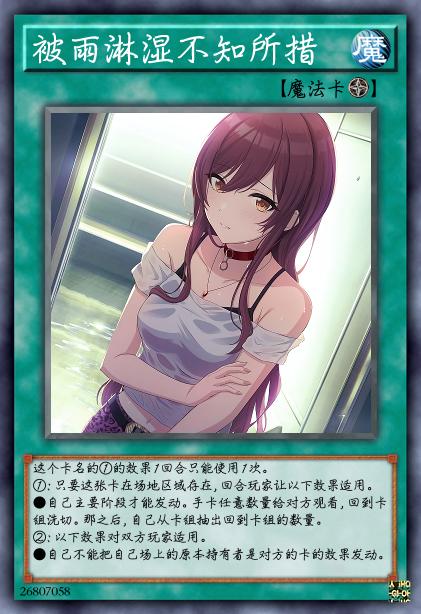 被雨淋湿不知所措
魔
【魔法卡】
这个卡名的①的效果1回合只能使用1次。
①:只要这张卡在场地区域存在,回合玩家让以下效果适用。
●自己主要阶段才能发动。手卡任意数量给对方观看,回到卡
组洗切。那之后,自己从卡组抽出回到卡组的数量。
②:以下效果对双方玩家适用。
●自己不能把自己场上的原本持有者是对方的卡的效果发动。
26807058